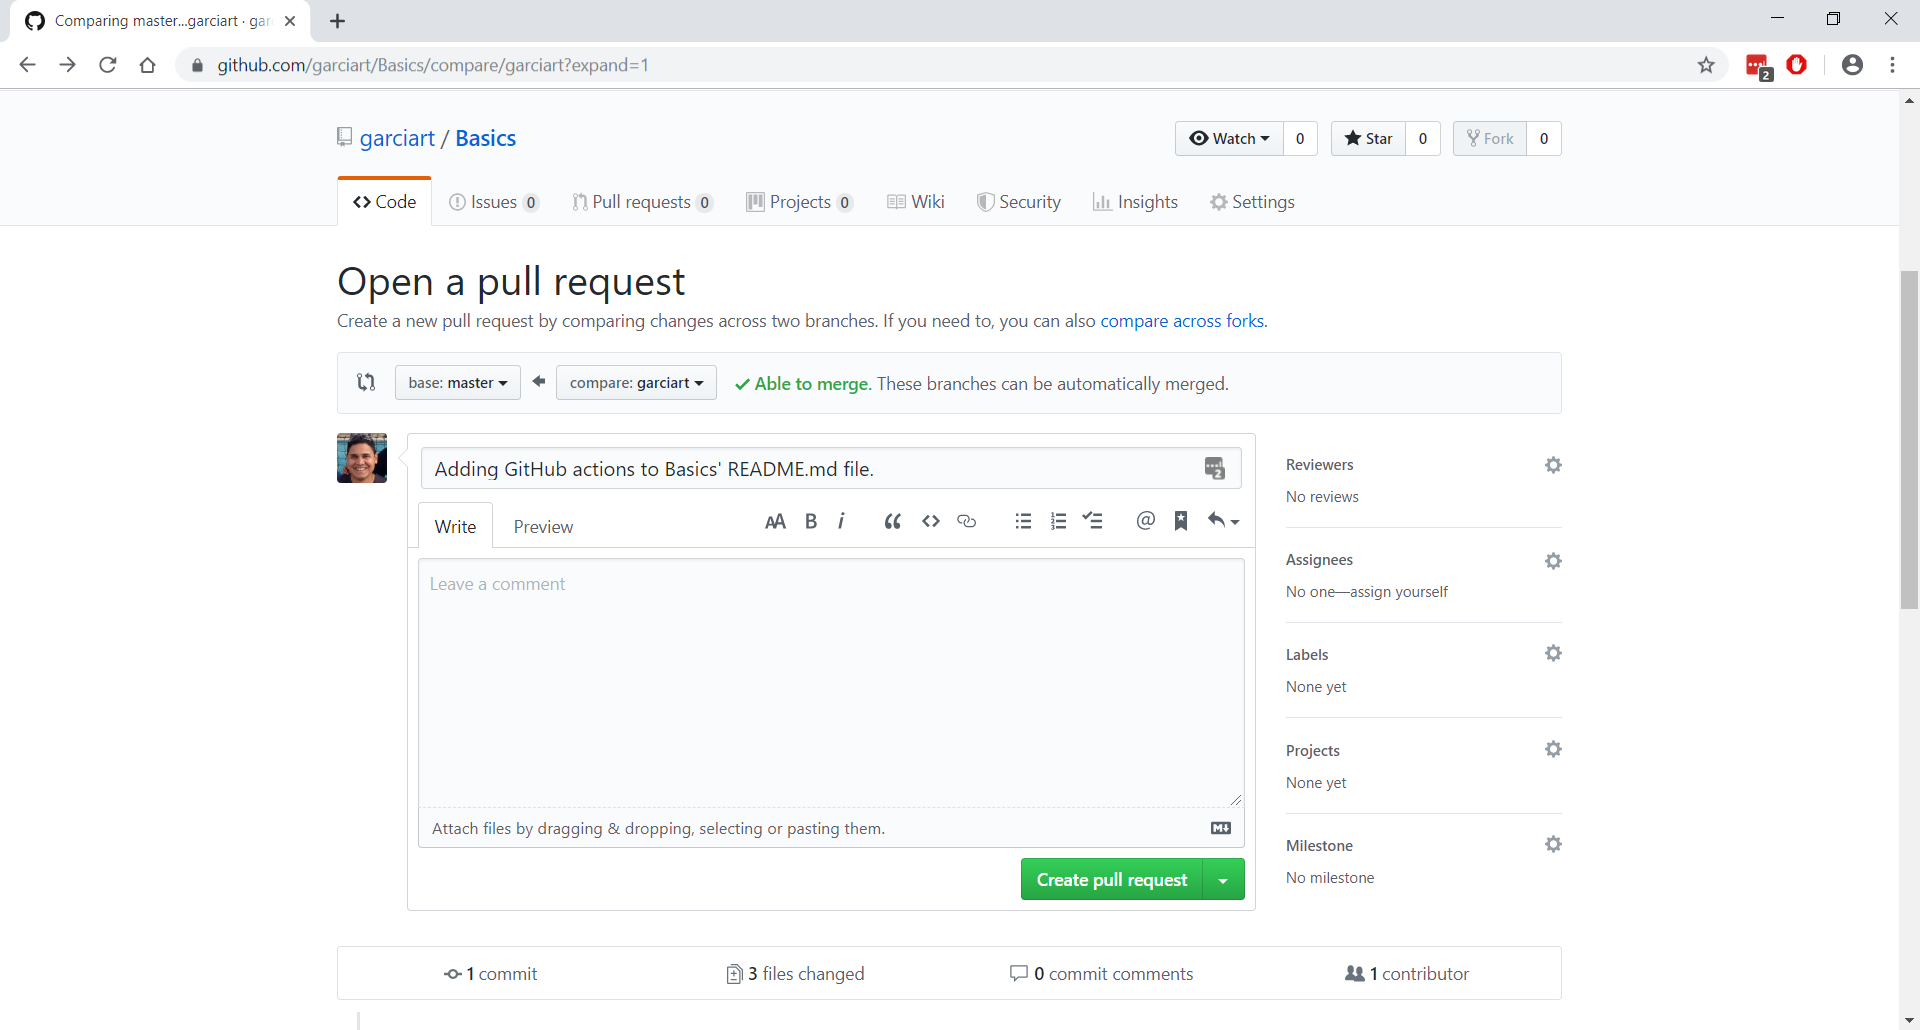 Comparing master...garciart · gar
github.com/garciart/Basics/compare/garciart?expand=1
2
garciart / Basics
Watch 0 Star 0 Fork 0
Code Issues 0 Pull requests 0 Projects 0 Wiki Security Insights Settings
Open a pull request
Create a new pull request by comparing changes across two branches. If you need to, you can also compare across forks.
base: master compare: garciart Able to merge. These branches can be automatically merged.
Adding GitHub actions to Basics' README.md file.
2
Write Preview AA B i
Leave a comment
Attach files by dragging & dropping, selecting or pasting them.
Create pull request
Reviewers
No reviews
Assignees
No one—assign yourself
Labels
None yet
Projects
None yet
Milestone
No milestone
1 commit 3 files changed 0 commit comments 1 contributor